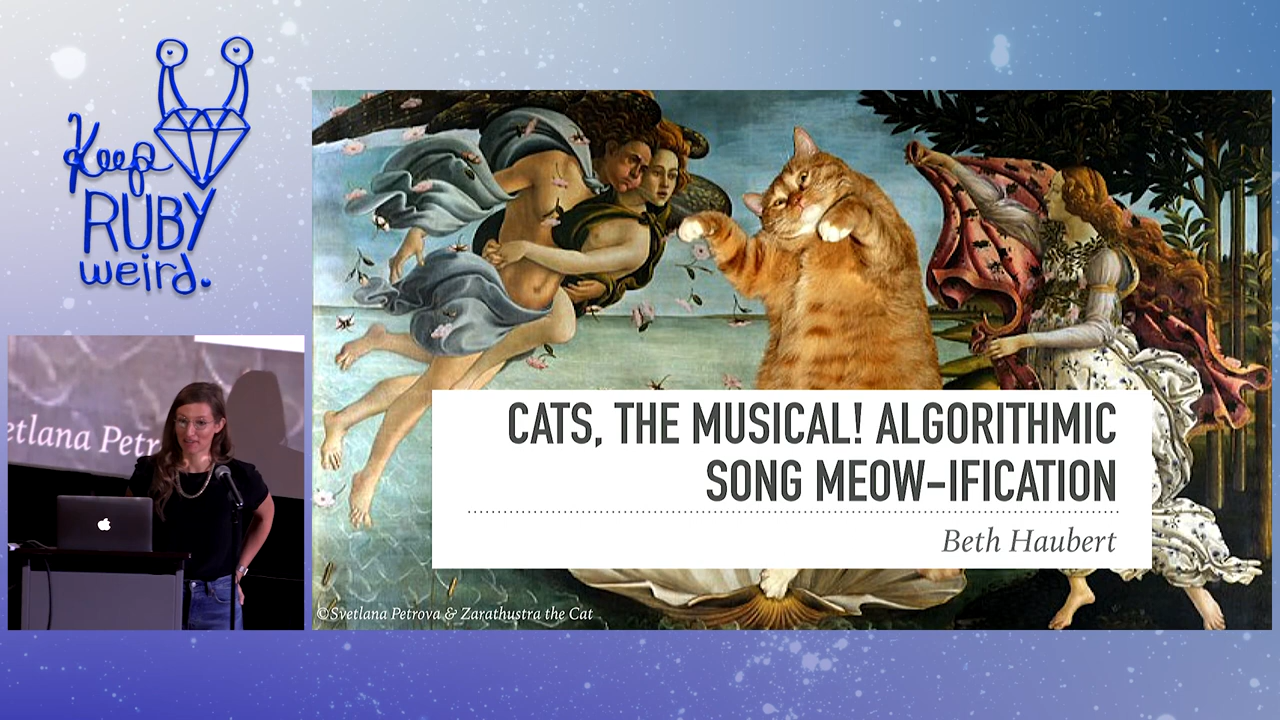 Keep
RUBY
weird.
etlana Petr
CATS, THE MUSICAL! ALGORITHMIC
SONG MEOW-IFICATION
Beth Haubert
©Svetlana Petrova & Zarathustra the Cat